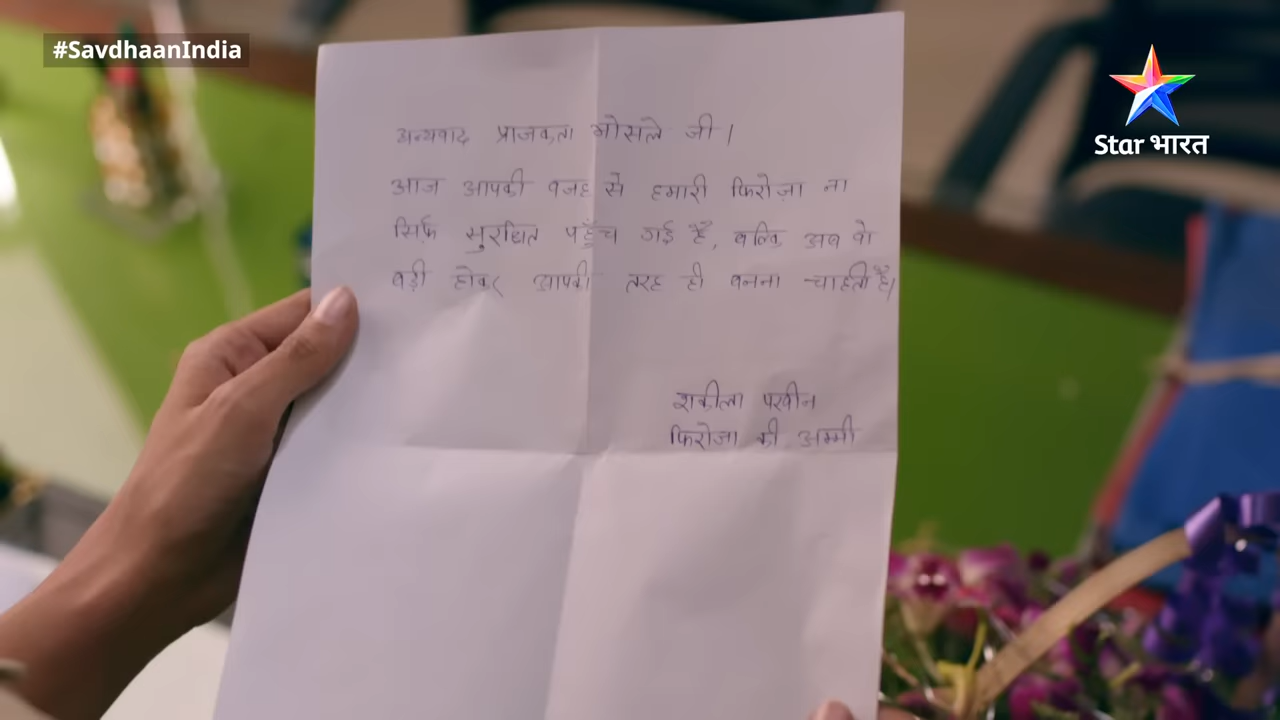 #SavdhaanIndia
Star भारत
धन्यवाद प्राजक्ता भोसले जी।
आज आपकी वजह से हमारी फिरोज़ा ना
सिर्फ़ सुरक्षित पहुँच गई है, बल्कि अब वो
बड़ी होकर आपकी तरह ही बनना चाहती है।
शकीला परवीन
फिरोजा की अम्मी